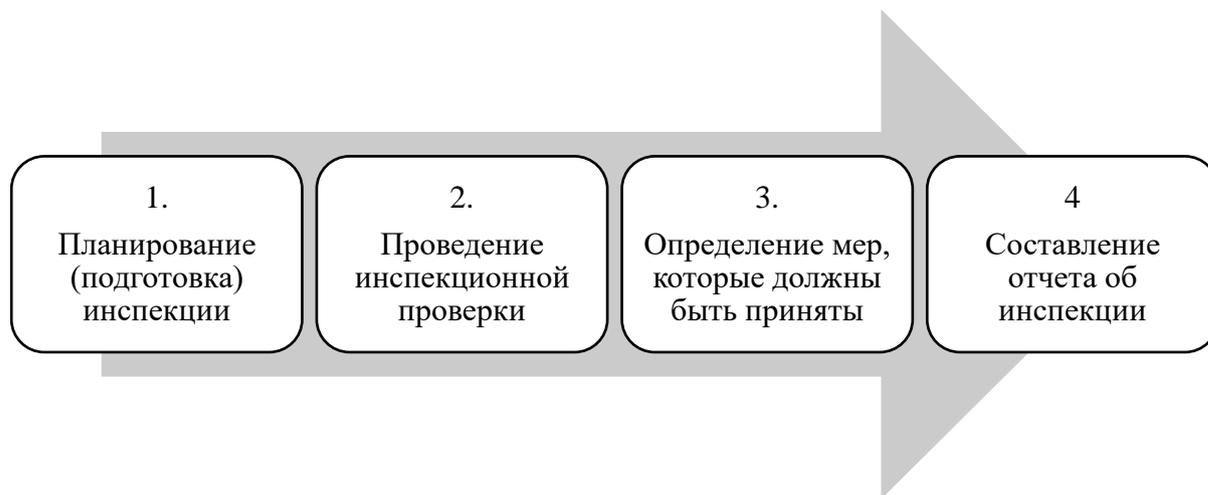 1.
Планирование
(подготовка)
инспекции
2.
Проведение
инспекционной
проверки
3.
Определение мер,
которые должны
быть приняты
4
Составление
отчета об
инспекции